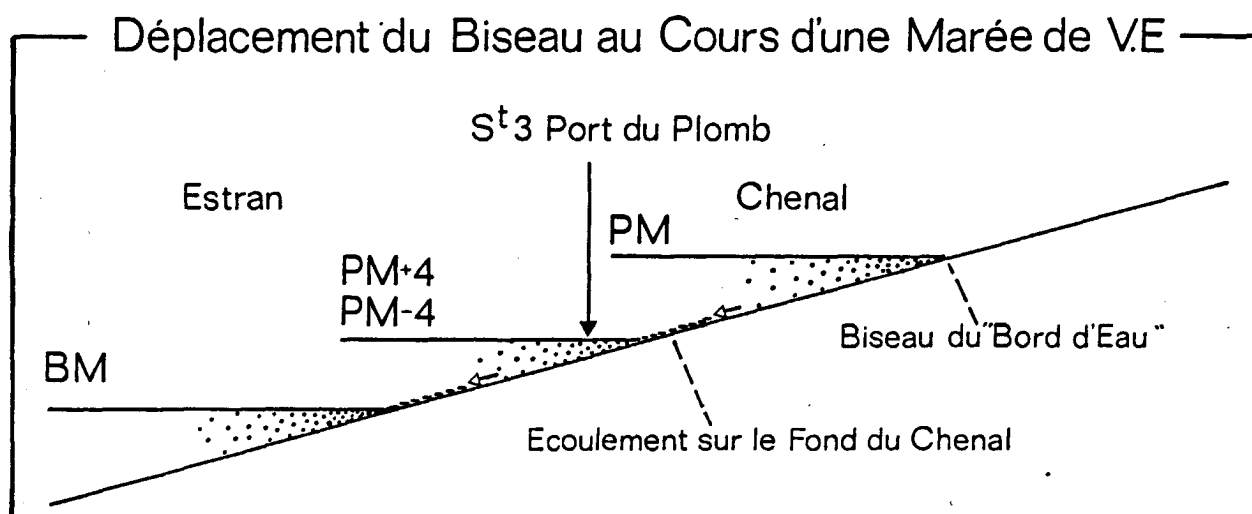 Déplacement du Biseau au Cours d'une Marée de V.E
St3 Port du Plomb
Estran
Chenal
PM
PM+4
PM-4
Biseau du "Bord d'Eau"
BM
Ecoulement sur le Fond du Chenal